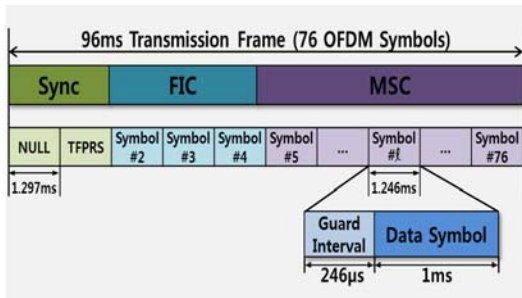 96ms Transmission Frame (76 OFDM Symbols)
Sync FIC MSC
NULL TFPRS Symbol #2 Symbol #3 Symbol #4 Symbol #5 ... Symbol #ℓ ... Symbol #76
1.297ms 1.246ms
Guard Interval Data Symbol
246μs 1ms